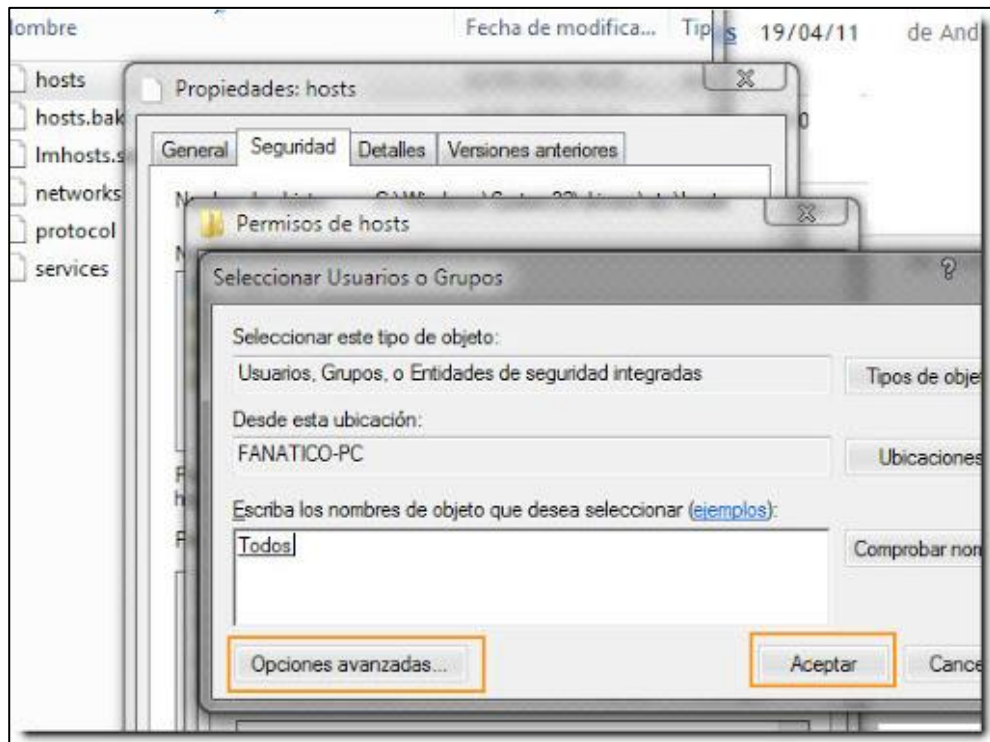 ombre Fecha de modifica... Tip s 19/04/11 de And
hosts
Propiedades: hosts
hosts.bak
General Seguridad Detalles Versiones anteriores
lmhosts.s
networks
Permisos de hosts
protocol
services
Seleccionar Usuarios o Grupos
Seleccionar este tipo de objeto:
Usuarios, Grupos, o Entidades de seguridad integradas
Tipos de obje
Desde esta ubicación:
FANATICO-PC
Ubicaciones
Escriba los nombres de objeto que desea seleccionar (ejemplos):
Todos
Comprobar nom
Opciones avanzadas...
Aceptar
Cance